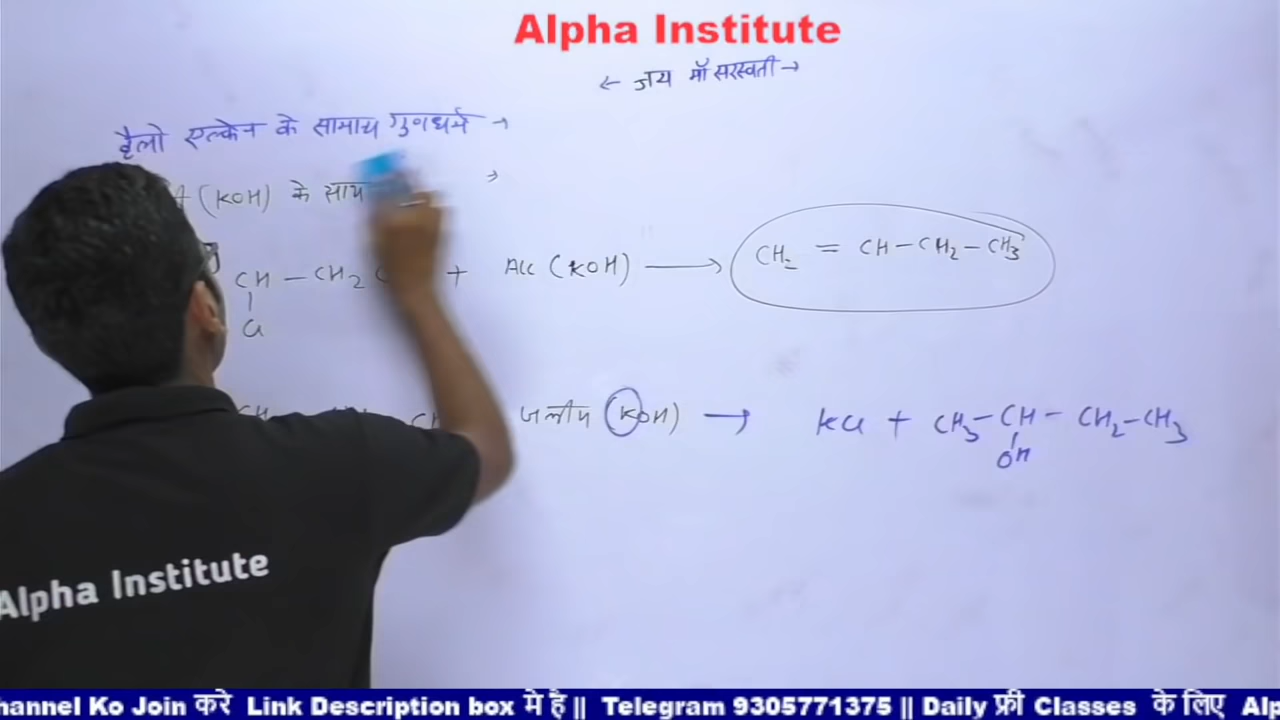 Alpha Institute
← जय माँ सरस्वती →
हैलो एल्केन के सामान्य गुणधर्म →
(KOH) के साथ →
CH – CH2 + Alc (KOH) ⟶ CH2 = CH – CH2 – CH3
Cl
जलीय (KOH) → KCl + CH3 – CH – CH2 – CH3
OH
Alpha Institute
hannel Ko Join करे Link Description box मे है || Telegram 9305771375 || Daily फ्री Classes के लिए Alp